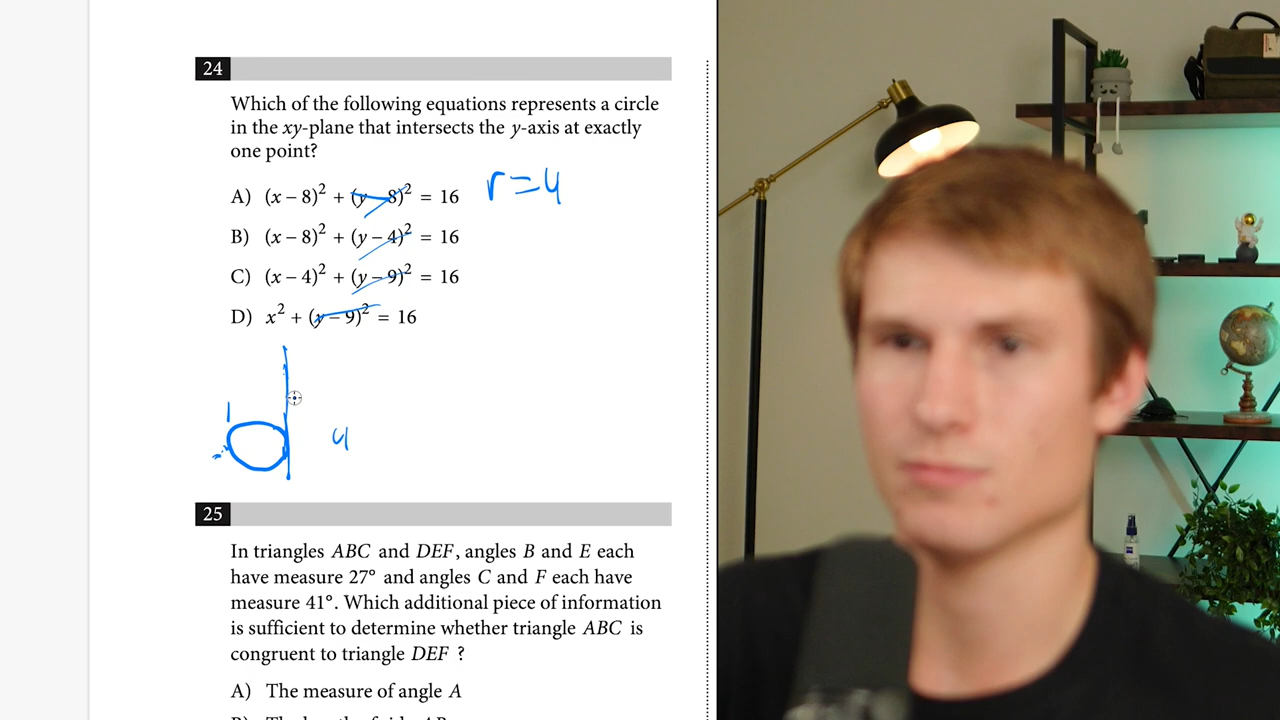 24
Which of the following equations represents a circle
in the xy-plane that intersects the y-axis at exactly
one point?
A) (x – 8)² + (y – 8)² = 16
r=4
B) (x – 8)² + (y – 4)² = 16
C) (x – 4)² + (y – 9)² = 16
D) x² + (y – 9)² = 16
4
25
In triangles ABC and DEF, angles B and E each
have measure 27° and angles C and F each have
measure 41°. Which additional piece of information
is sufficient to determine whether triangle ABC is
congruent to triangle DEF ?
A) The measure of angle A